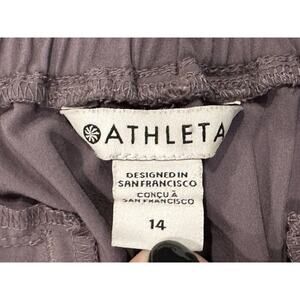 ATHLETA
DESIGNED IN
SAN FRANCISCO
CONÇU À
SAN FRANCISCO
14